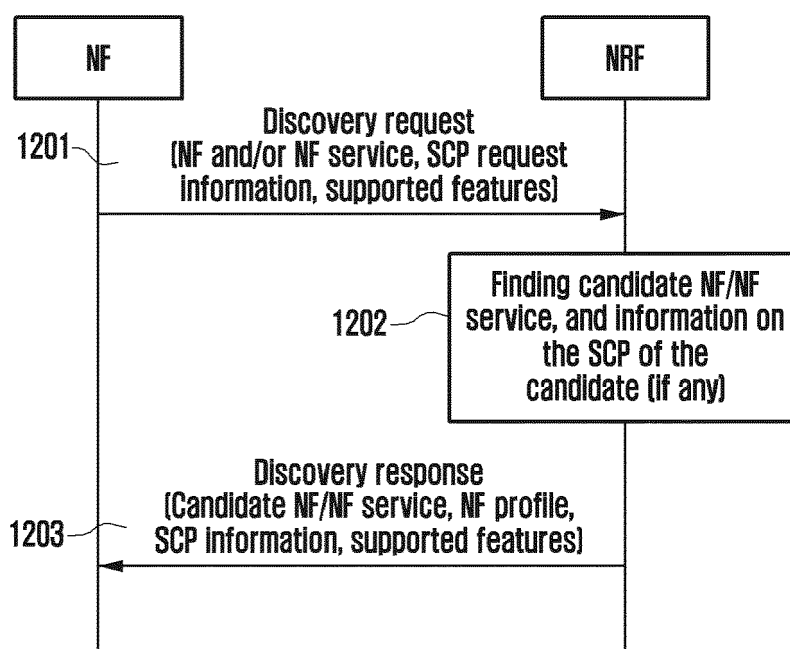 NF
NRF
1201
Discovery request
(NF and/or NF service, SCP request
information, supported features)
1202
Finding candidate NF/NF
service, and information on
the SCP of the
candidate (if any)
1203
Discovery response
(Candidate NF/NF service, NF profile,
SCP information, supported features)